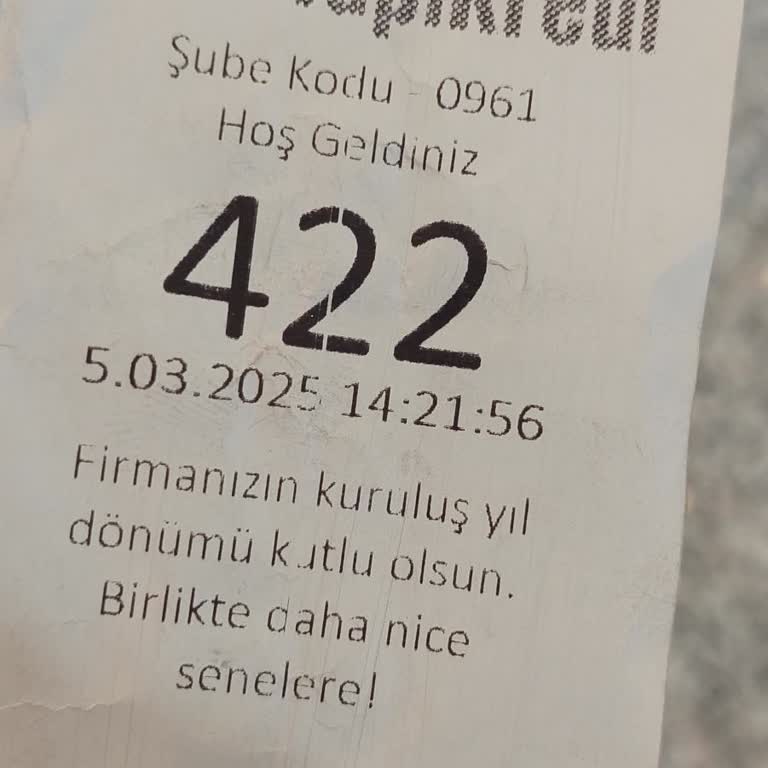 Şube Kodu - 0961
Hoş Geldiniz
422
5.03.2025 14:21:56
Firmanızın kuruluş yıl
dönümü kutlu olsun.
Birlikte daha nice
senelere!